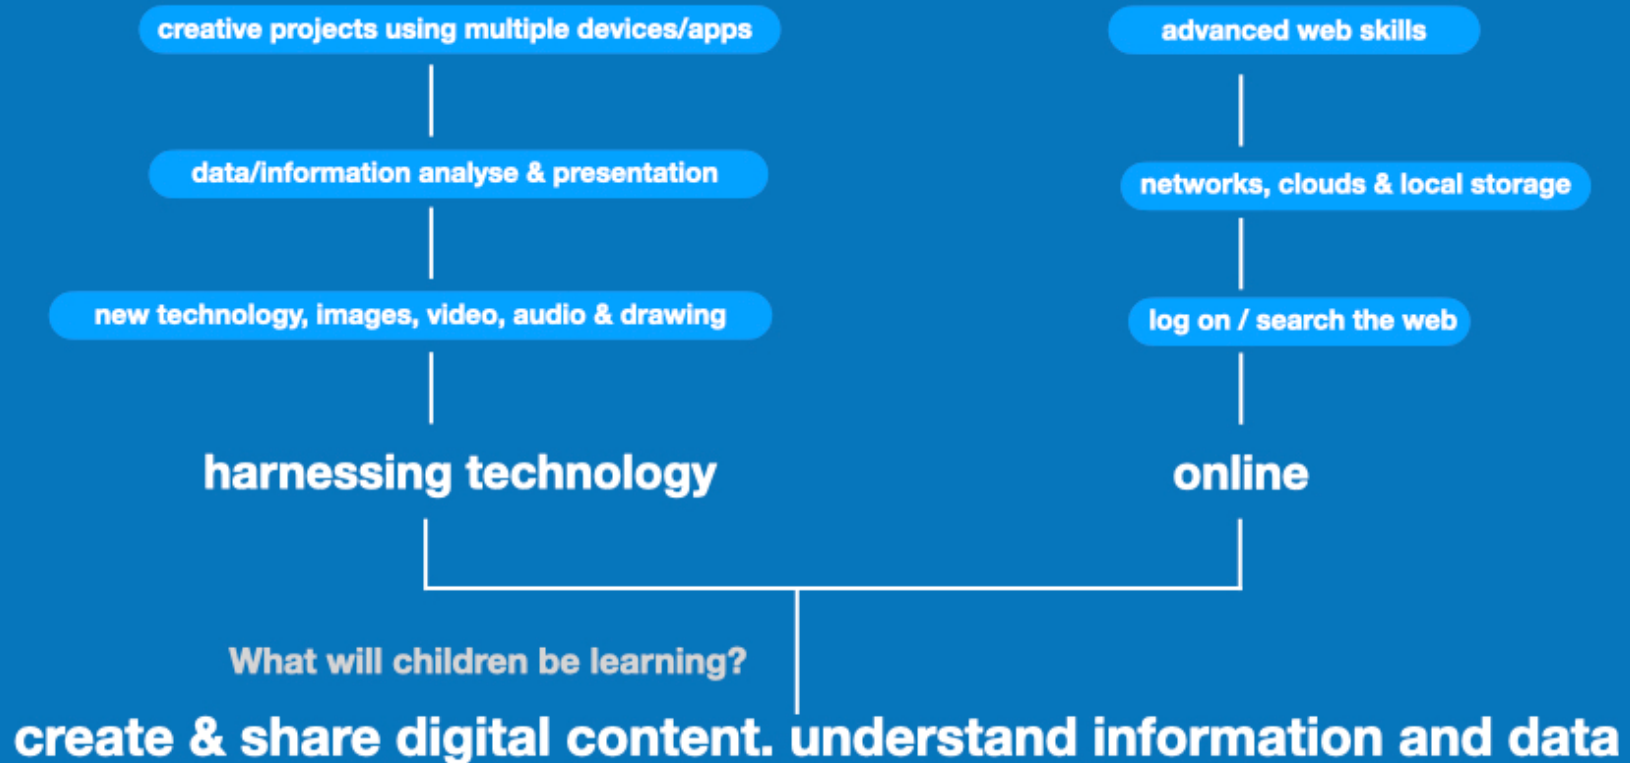 creative projects using multiple devices/apps
advanced web skills
data/information analyse & presentation
networks, clouds & local storage
new technology, images, video, audio & drawing
log on / search the web
harnessing technology
online
What will children be learning?
create & share digital content. understand information and data